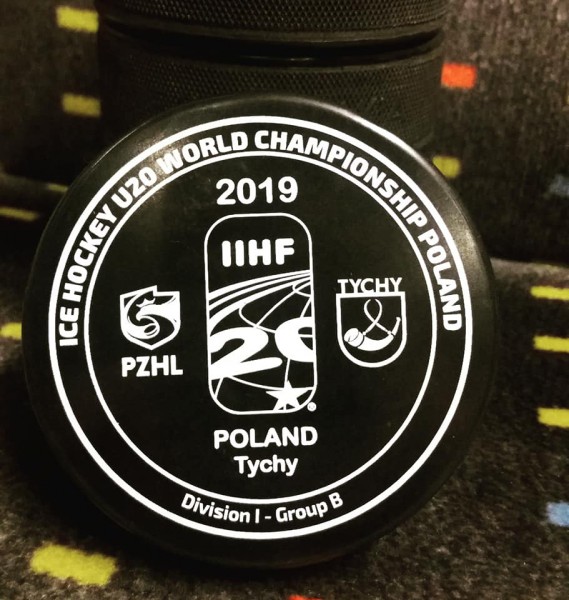 ICE HOCKEY U20 WORLD CHAMPIONSHIP POLAND
2019
IIHF
20
PZHL
TYCHY
POLAND
Tychy
Division I - Group B